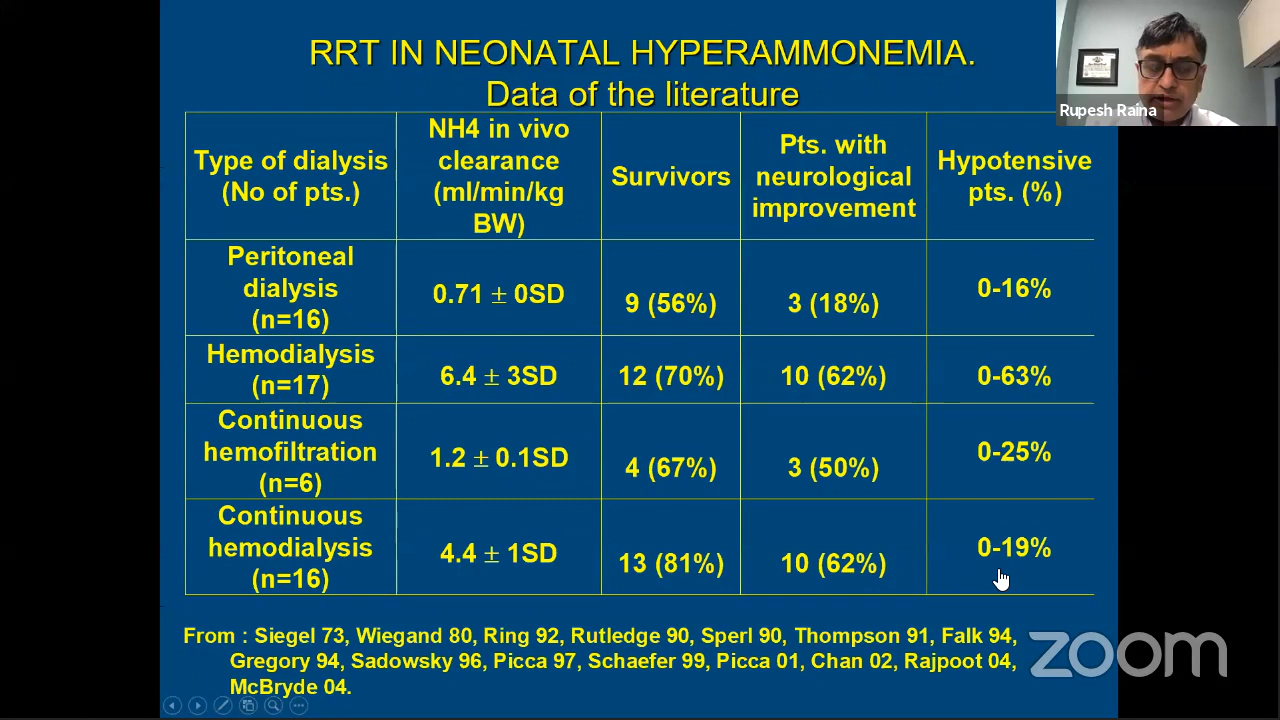 RRT IN NEONATAL HYPERAMMONEMIA.
Data of the literature
Rupesh Raina
Type of dialysis
(No of pts.)
NH4 in vivo
clearance
(ml/min/kg
BW)
Survivors
Pts. with
neurological
improvement
Hypotensive
pts. (%)
Peritoneal
dialysis
(n=16)
0.71 ± 0SD
9 (56%)
3 (18%)
0-16%
Hemodialysis
(n=17)
6.4 ± 3SD
12 (70%)
10 (62%)
0-63%
Continuous
hemofiltration
(n=6)
1.2 ± 0.1SD
4 (67%)
3 (50%)
0-25%
Continuous
hemodialysis
(n=16)
4.4 ± 1SD
13 (81%)
10 (62%)
0-19%
From : Siegel 73, Wiegand 80, Ring 92, Rutledge 90, Sperl 90, Thompson 91, Falk 94,
Gregory 94, Sadowsky 96, Picca 97, Schaefer 99, Picca 01, Chan 02, Rajpoot 04,
McBryde 04.
zoom